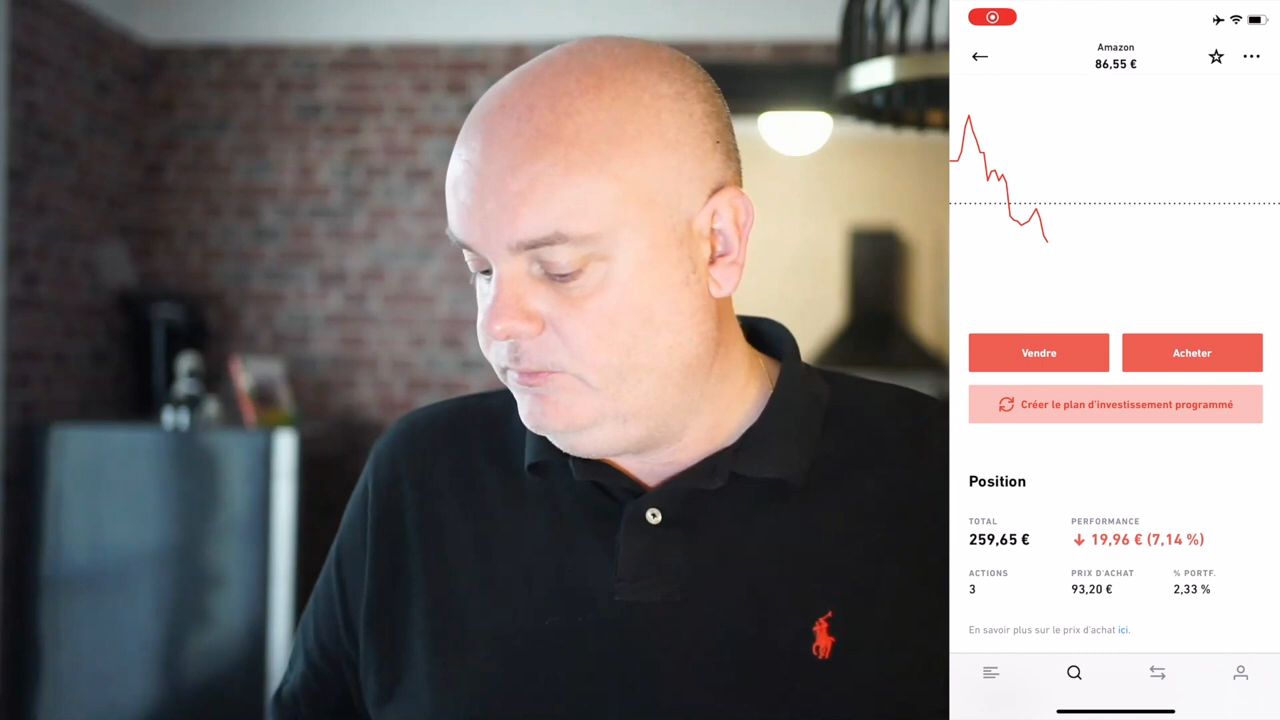 Amazon
86,55 €
Vendre
Acheter
Créer le plan d'investissement programmé
Position
TOTAL
PERFORMANCE
259,65 €
19,96 € (7,14 %)
ACTIONS
PRIX D'ACHAT
% PORTF.
3
93,20 €
2,33 %
En savoir plus sur le prix d'achat ici.